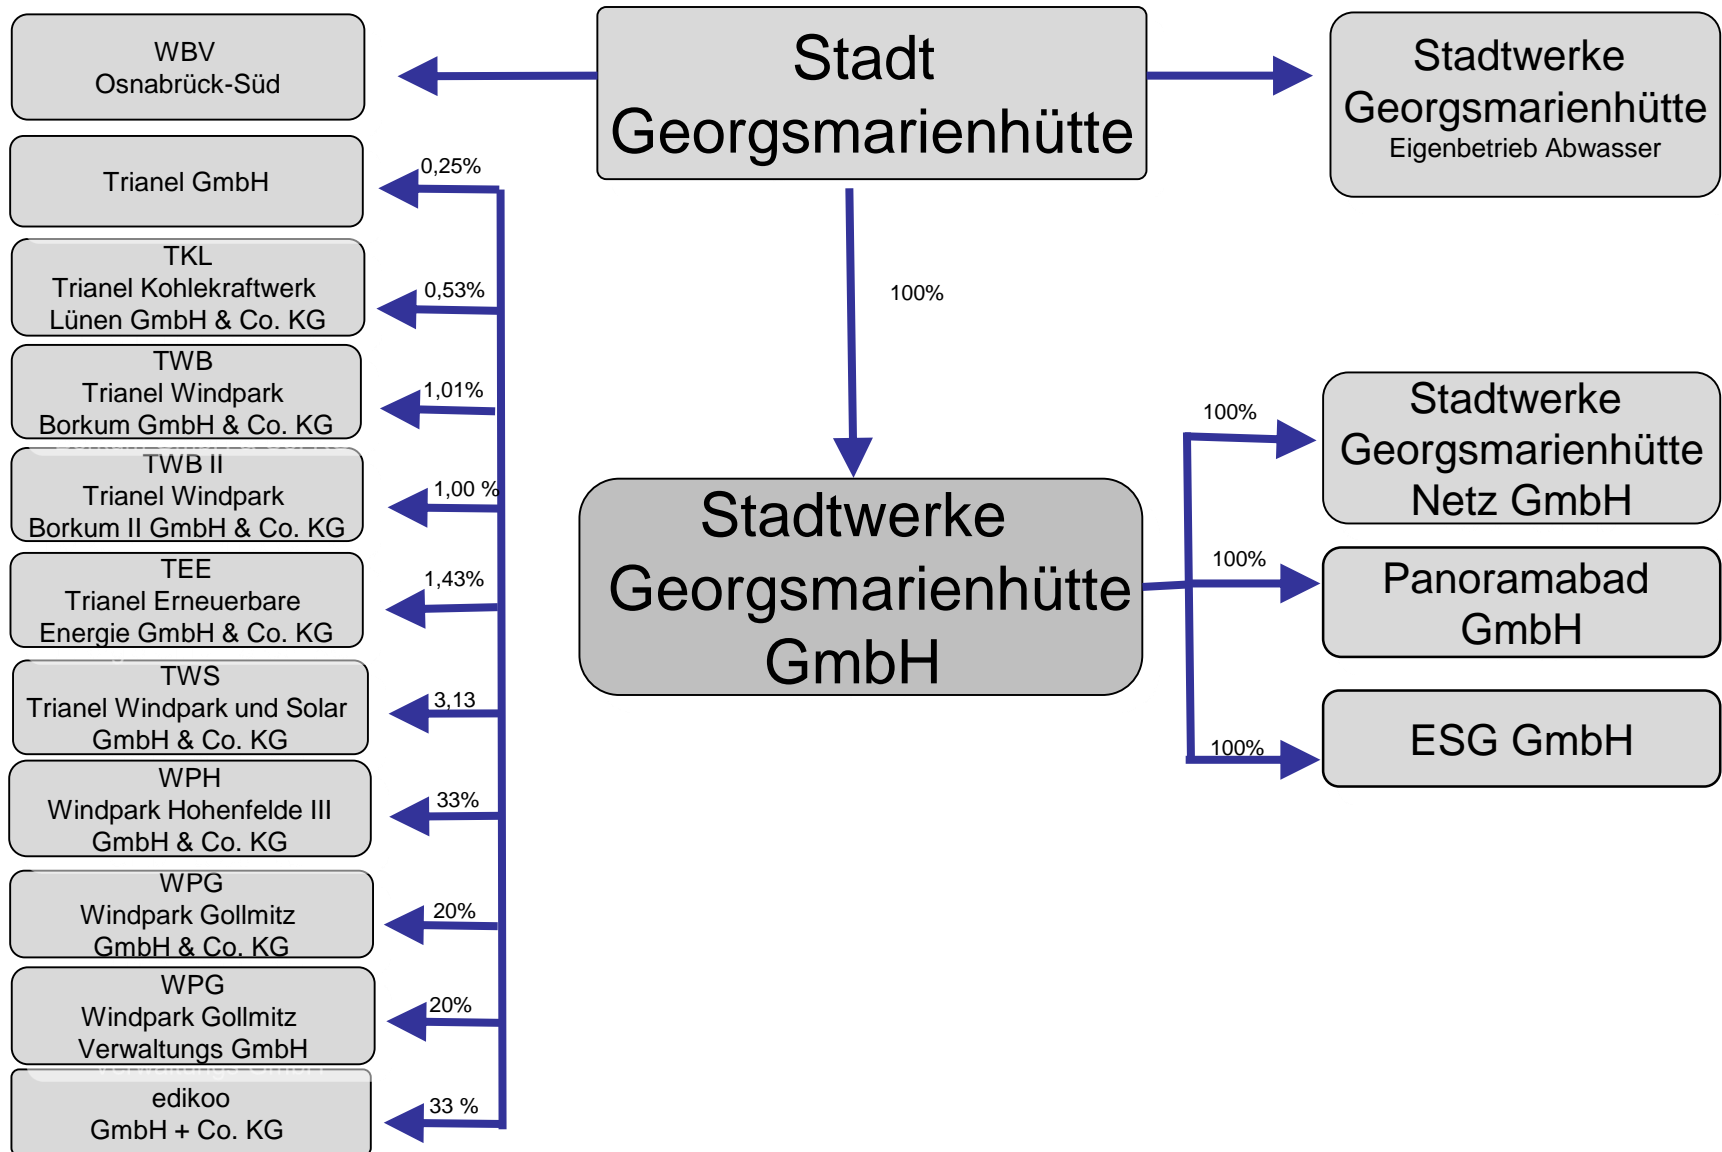 WBV
Osnabrück-Süd
Stadt
Georgsmarienhütte
Stadtwerke
Georgsmarienhütte
Eigenbetrieb Abwasser
Trianel GmbH
0,25%
TKL
Trianel Kohlekraftwerk
Lünen GmbH & Co. KG
0,53%
100%
TWB
Trianel Windpark
Borkum GmbH & Co. KG
1,01%
TWB II
Trianel Windpark
Borkum II GmbH & Co. KG
1,00 %
TEE
Trianel Erneuerbare
Energie GmbH & Co. KG
1,43%
TWS
Trianel Windpark und Solar
GmbH & Co. KG
3,13
WPH
Windpark Hohenfelde III
GmbH & Co. KG
33%
WPG
Windpark Gollmitz
GmbH & Co. KG
20%
WPG
Windpark Gollmitz
Verwaltungs GmbH
20%
edikoo
GmbH + Co. KG
33 %
Stadtwerke
Georgsmarienhütte
GmbH
100%
Stadtwerke
Georgsmarienhütte
Netz GmbH
100%
Panoramabad
GmbH
100%
ESG GmbH